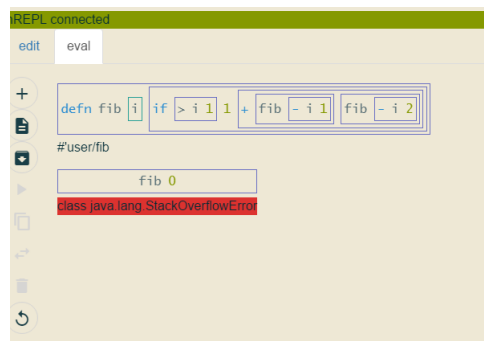 nREPL connected
edit eval
defn fib i if > i 1 1 + fib - i 1 fib - i 2
#'user/fib
fib 0
class java.lang.StackOverflowError